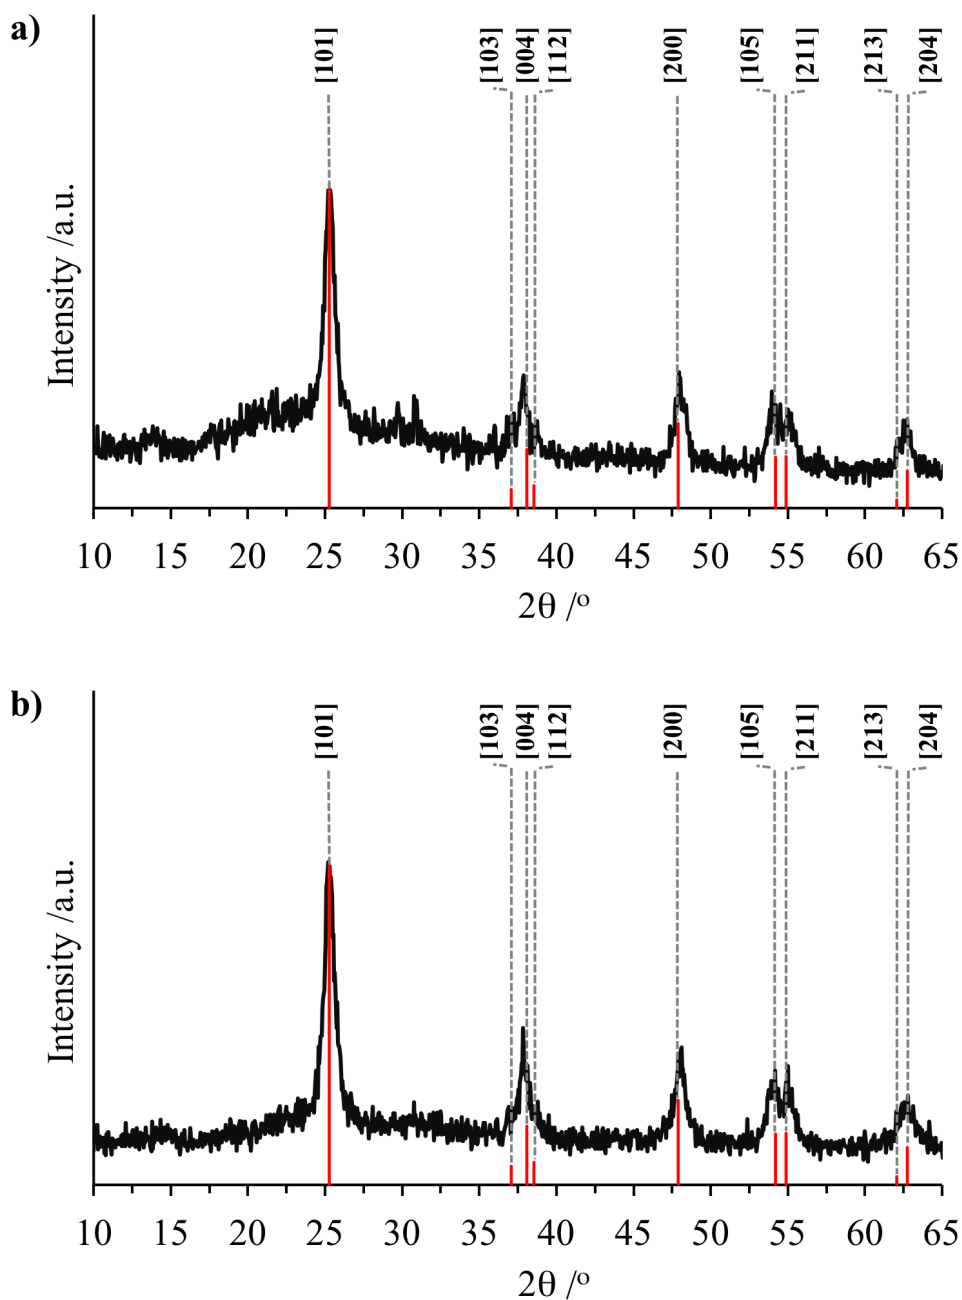 a)
[101] [103] [004] [112] [200] [105] [211] [213] [204]
Intensity /a.u.
10 15 20 25 30 35 40 45 50 55 60 65
2θ /º
b)
[101] [103] [004] [112] [200] [105] [211] [213] [204]
Intensity /a.u.
10 15 20 25 30 35 40 45 50 55 60 65
2θ /º